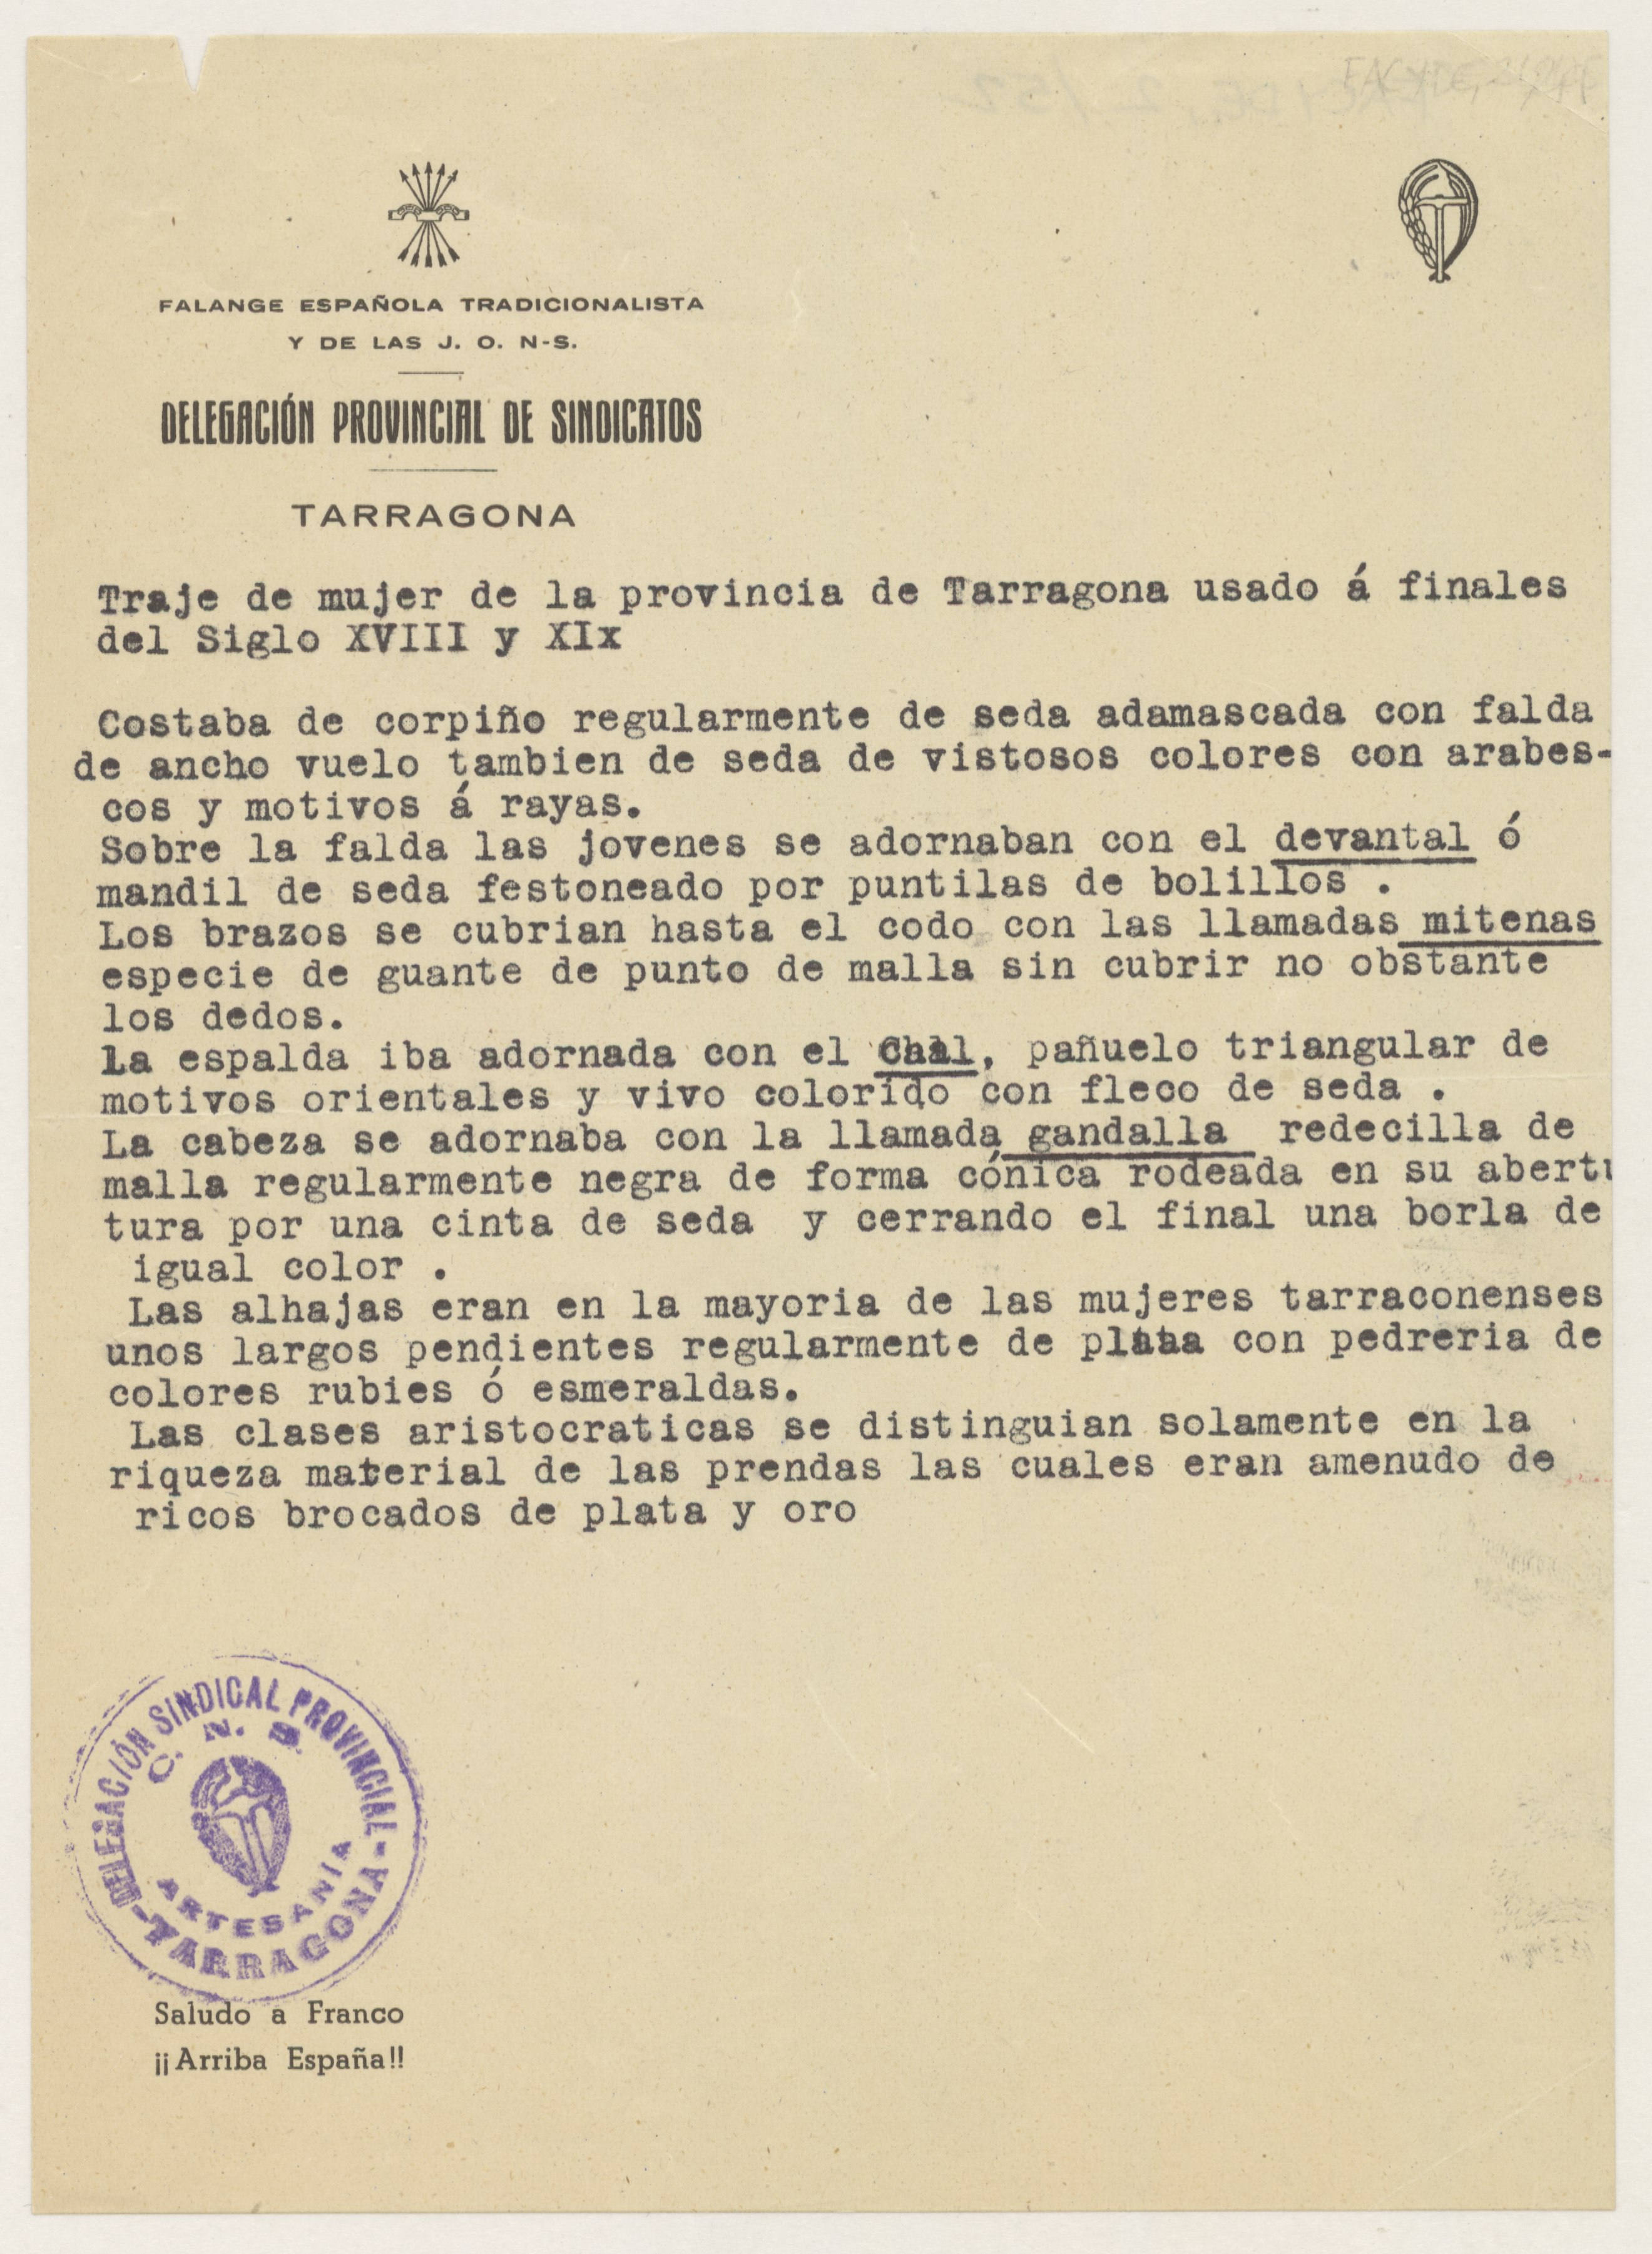 FALANGE ESPAÑOLA TRADICIONALISTA
Y DE LAS J. O. N-S.
DELEGACIÓN PROVINCIAL DE SINDICATOS
TARRAGONA
Traje de mujer de la provincia de Tarragona usado á finales
del Siglo XVIII y XIx
Costaba de corpiño regularmente de seda adamascada con falda
de ancho vuelo tambien de seda de vistosos colores con arabes-
cos y motivos á rayas.
Sobre la falda las jovenes se adornaban con el devantal ó
mandil de seda festoneado por puntilas de bolillos .
Los brazos se cubrian hasta el codo con las llamadas mitenas
especie de guante de punto de malla sin cubrir no obstante
los dedos.
La espalda iba adornada con el Chal, pañuelo triangular de
motivos orientales y vivo colorido con fleco de seda .
La cabeza se adornaba con la llamada gandalla redecilla de
malla regularmente negra de forma cónica rodeada en su abertu
tura por una cinta de seda y cerrando el final una borla de
igual color .
Las alhajas eran en la mayoria de las mujeres tarraconenses
unos largos pendientes regularmente de plata con pedreria de
colores rubies ó esmeraldas.
Las clases aristocraticas se distinguian solamente en la
riqueza material de las prendas las cuales eran amenudo de
ricos brocados de plata y oro
DELEGACIÓN SINDICAL PROVINCIAL
C. N. S.
ARTESANIA
-TARRAGONA-
Saludo a Franco
¡¡Arriba España!!